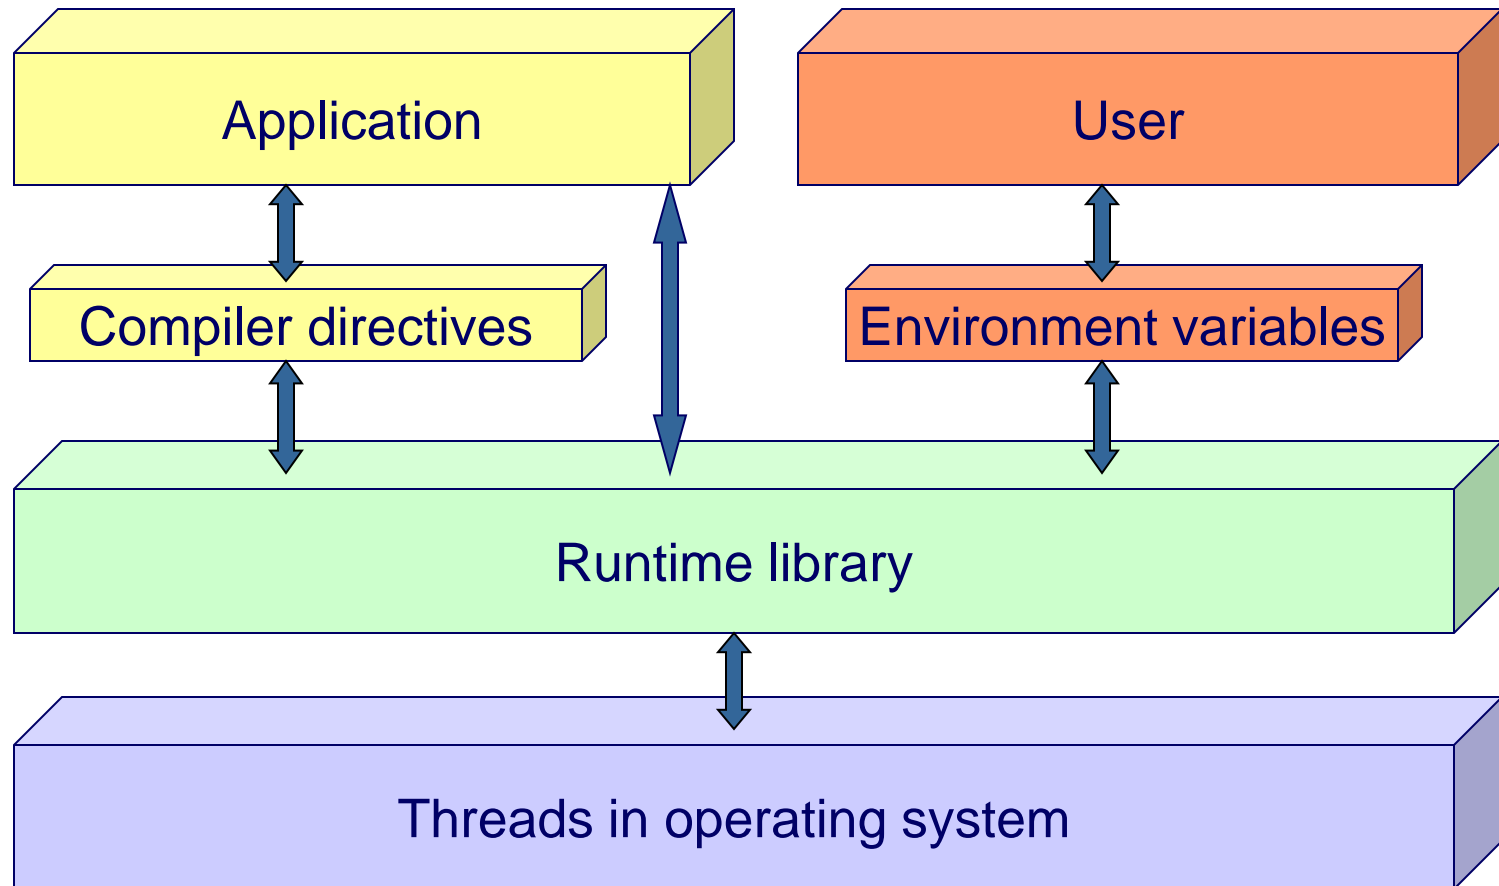 Application
User
Compiler directives
Environment variables
Runtime library
Threads in operating system